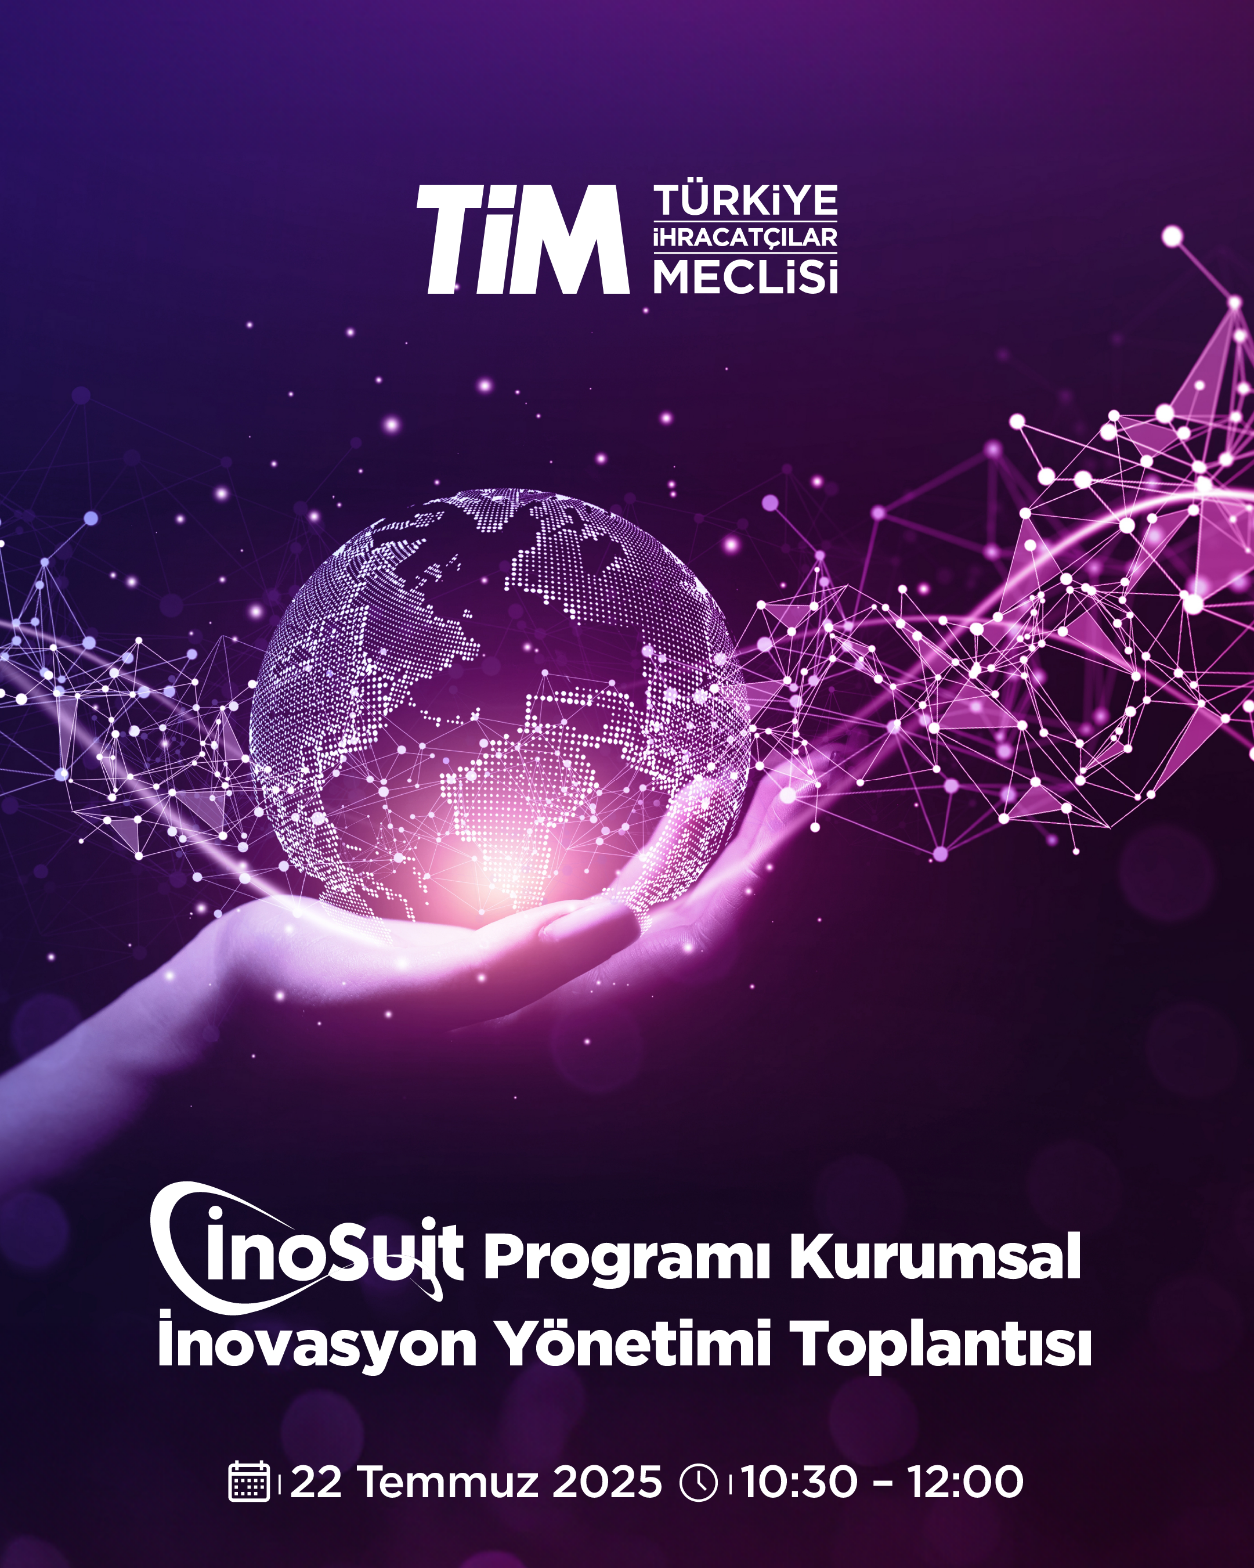 TİM
TÜRKİYE
İHRACATÇILAR
MECLİSİ
İnoSuit Programı Kurumsal
İnovasyon Yönetimi Toplantısı
22 Temmuz 2025 10:30 – 12:00